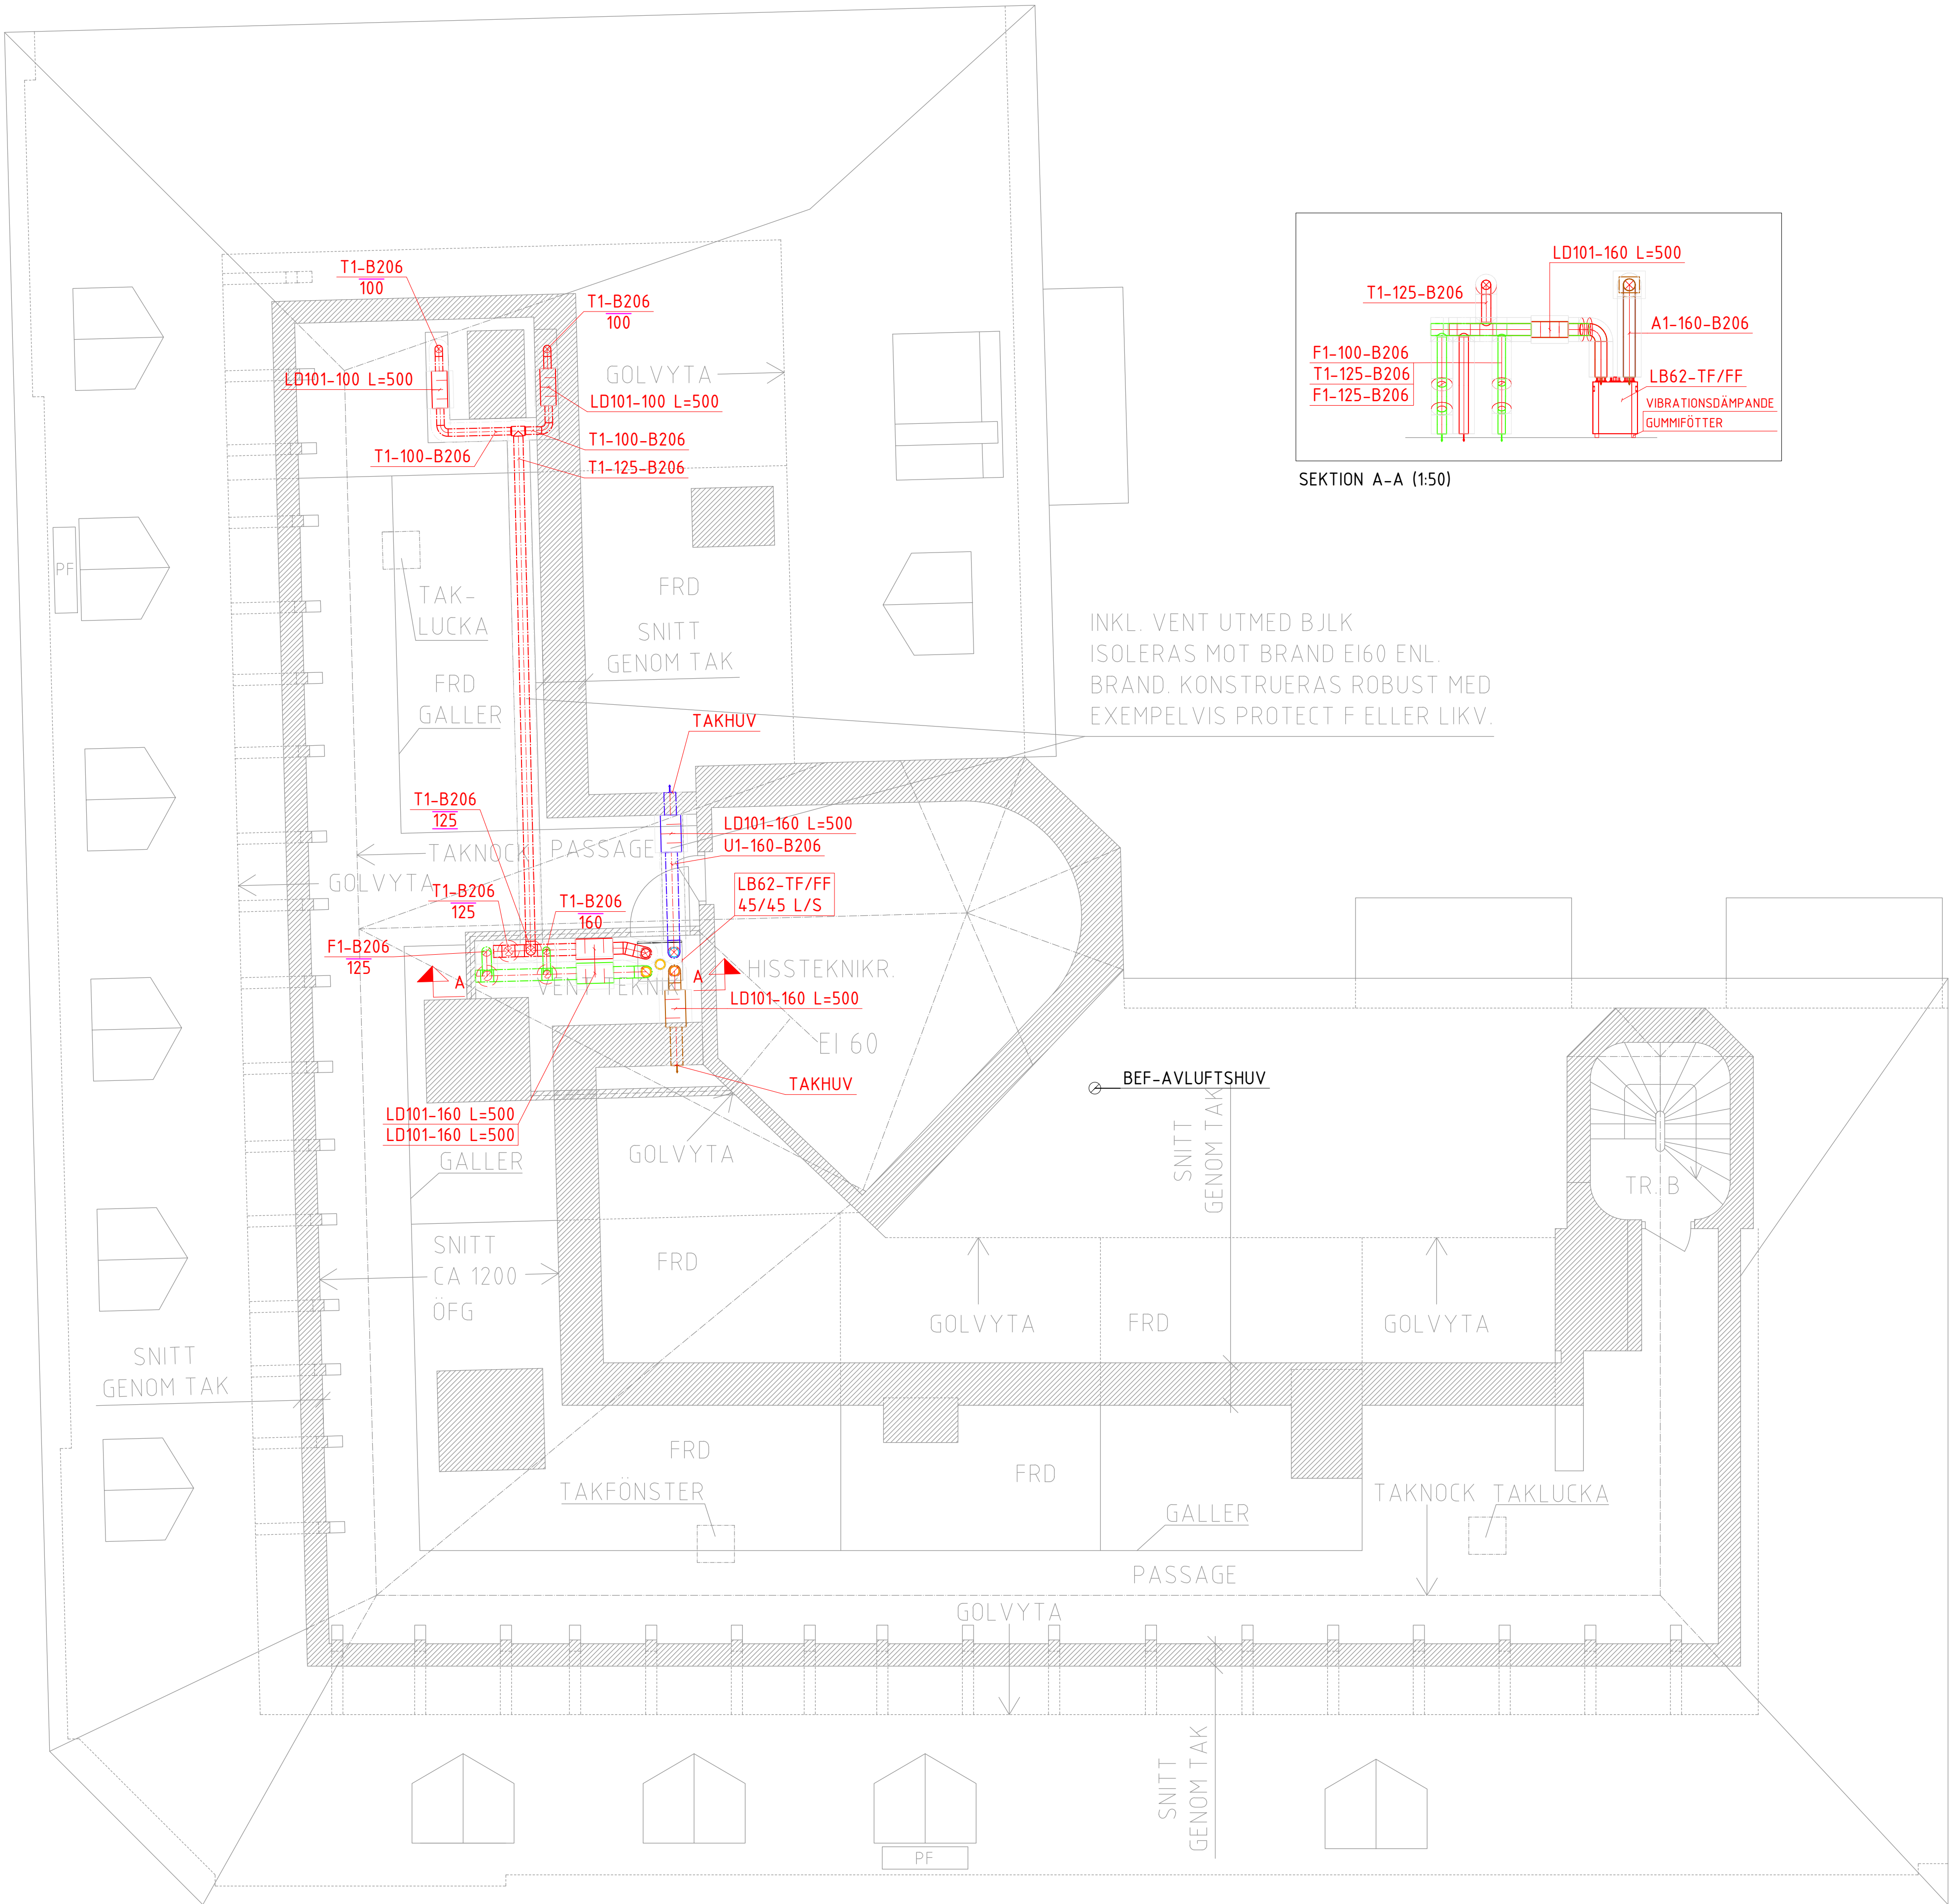 T1-B206
100
T1-B206
100
LD101-100 L=500
GOLVYTA
LD101-100 L=500
T1-100-B206
T1-100-B206
T1-125-B206
LD101-160 L=500
T1-125-B206
A1-160-B206
F1-100-B206
T1-125-B206
F1-125-B206
LB62-TF/FF
VIBRATIONSDÄMPANDE
GUMMIFÖTTER
SEKTION A-A (1:50)
PF
TAK-
LUCKA
FRD
SNITT
GENOM TAK
FRD
GALLER
INKL. VENT UTMED BJLK
ISOLERAS MOT BRAND EI60 ENL.
BRAND. KONSTRUERAS ROBUST MED
EXEMPELVIS PROTECT F ELLER LIKV.
TAKHUV
T1-B206
125
LD101-160 L=500
U1-160-B206
TAKNOCK
PASSAGE
GOLVYTA
T1-B206
125
T1-B206
160
LB62-TF/FF
45/45 L/S
F1-B206
125
A
A
HISSTEKNIKR.
VENT TEKNIK
LD101-160 L=500
EI 60
TAKHUV
BEF-AVLUFTSHUV
LD101-160 L=500
LD101-160 L=500
GALLER
GOLVYTA
SNITT
GENOM TAK
TR. B
SNITT
CA 1200
ÖFG
FRD
GOLVYTA
FRD
GOLVYTA
SNITT
GENOM TAK
FRD
FRD
TAKFÖNSTER
GALLER
TAKNOCK
TAKLUCKA
PASSAGE
GOLVYTA
SNITT
GENOM TAK
PF